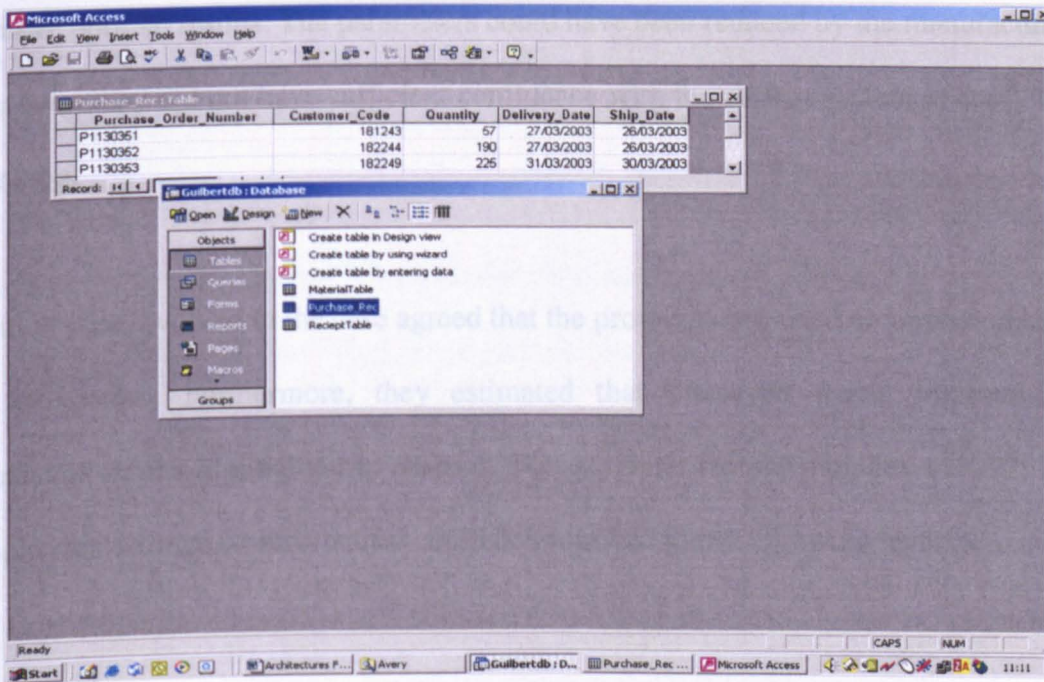 Microsoft Access
File Edit View Insert Tools Window Help
Purchase_Rec : Table
Purchase_Order_Number Customer_Code Quantity Delivery_Date Ship_Date
P1130351 181243 57 27/03/2003 26/03/2003
P1130352 182244 190 27/03/2003 26/03/2003
P1130353 182249 225 31/03/2003 30/03/2003
Record:
Guilbertdb : Database
Open Design New
Objects
Tables
Queries
Forms
Reports
Pages
Macros
Groups
Create table in Design view
Create table by using wizard
Create table by entering data
MaterialTable
Purchase_Rec
RecieptTable
agreed that the
they estimated that
Ready CAPS NUM
Start Architectures F... Avery Guilbertdb : D... Purchase_Rec ... Microsoft Access 11:11